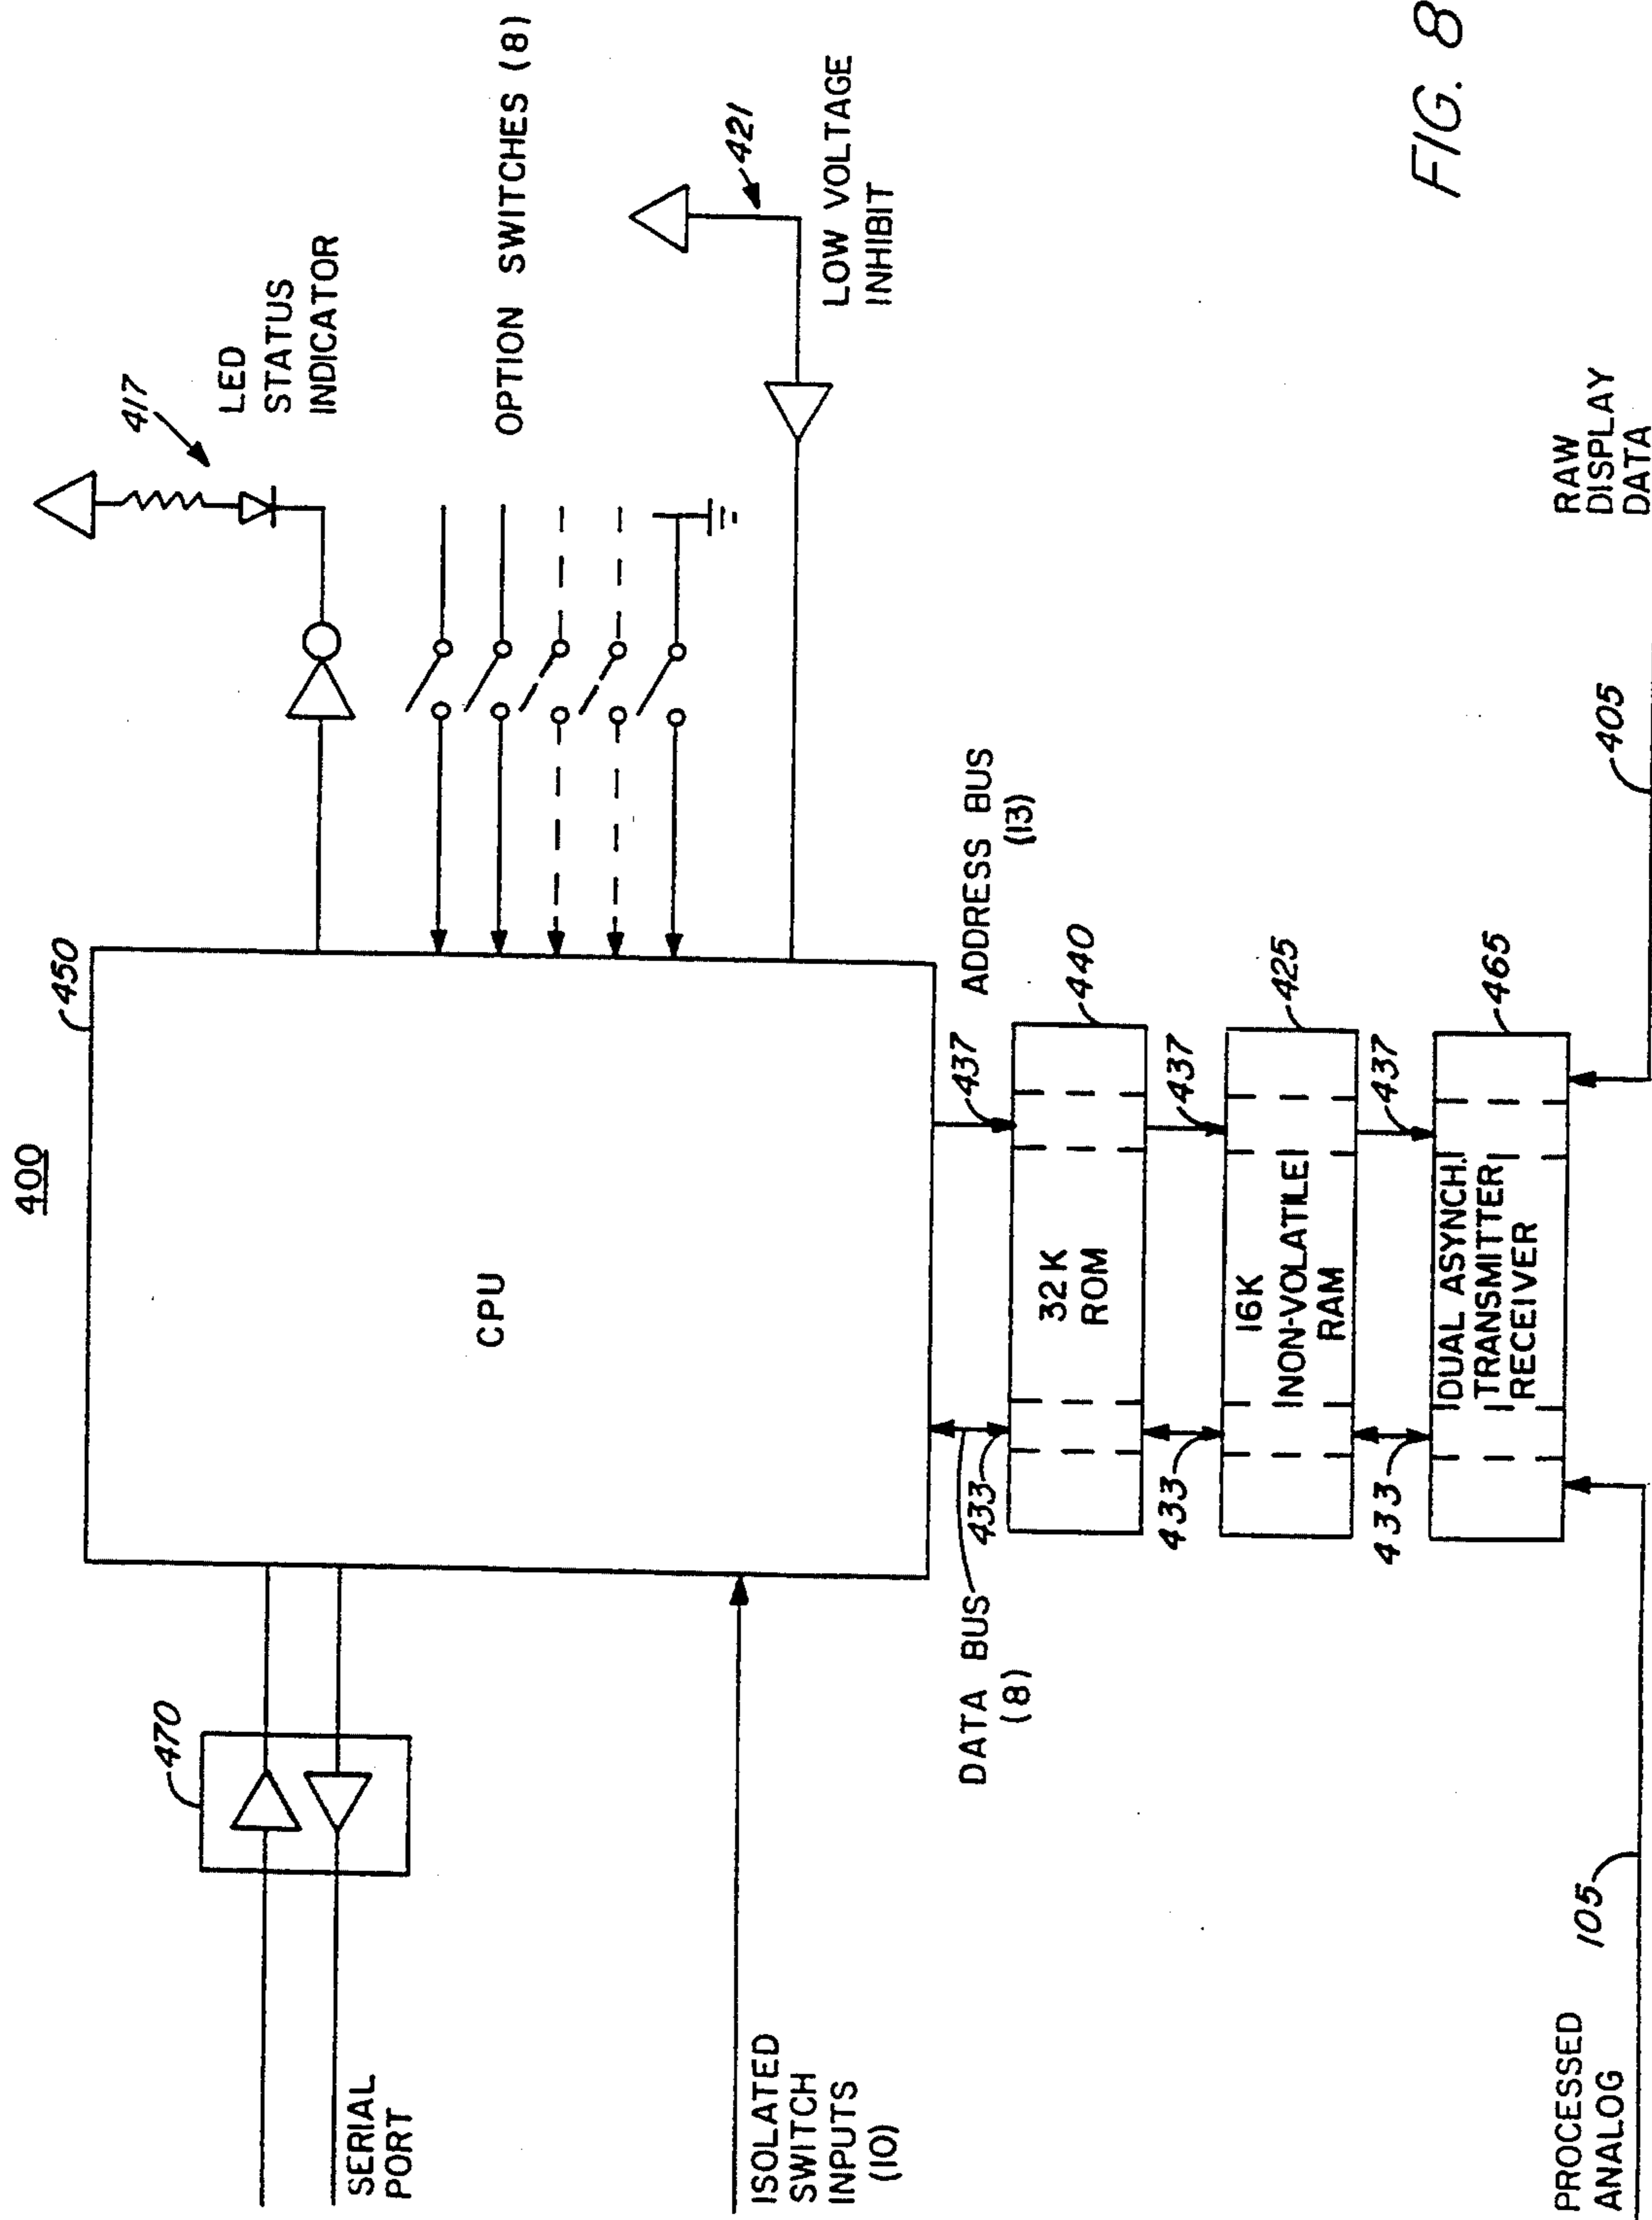 400
450
470
SERIAL
PORT
417
LED
STATUS
INDICATOR
OPTION SWITCHES (8)
CPU
421
LOW VOLTAGE
INHIBIT
ISOLATED
SWITCH
INPUTS
(10)
DATA BUS
(8)
433
437
ADDRESS BUS
(13)
32K
ROM
440
433
437
16K
NON-VOLATILE
RAM
425
433
437
DUAL ASYNCH.
TRANSMITTER
RECEIVER
465
PROCESSED
ANALOG
105
405
RAW
DISPLAY
DATA
FIG. 8